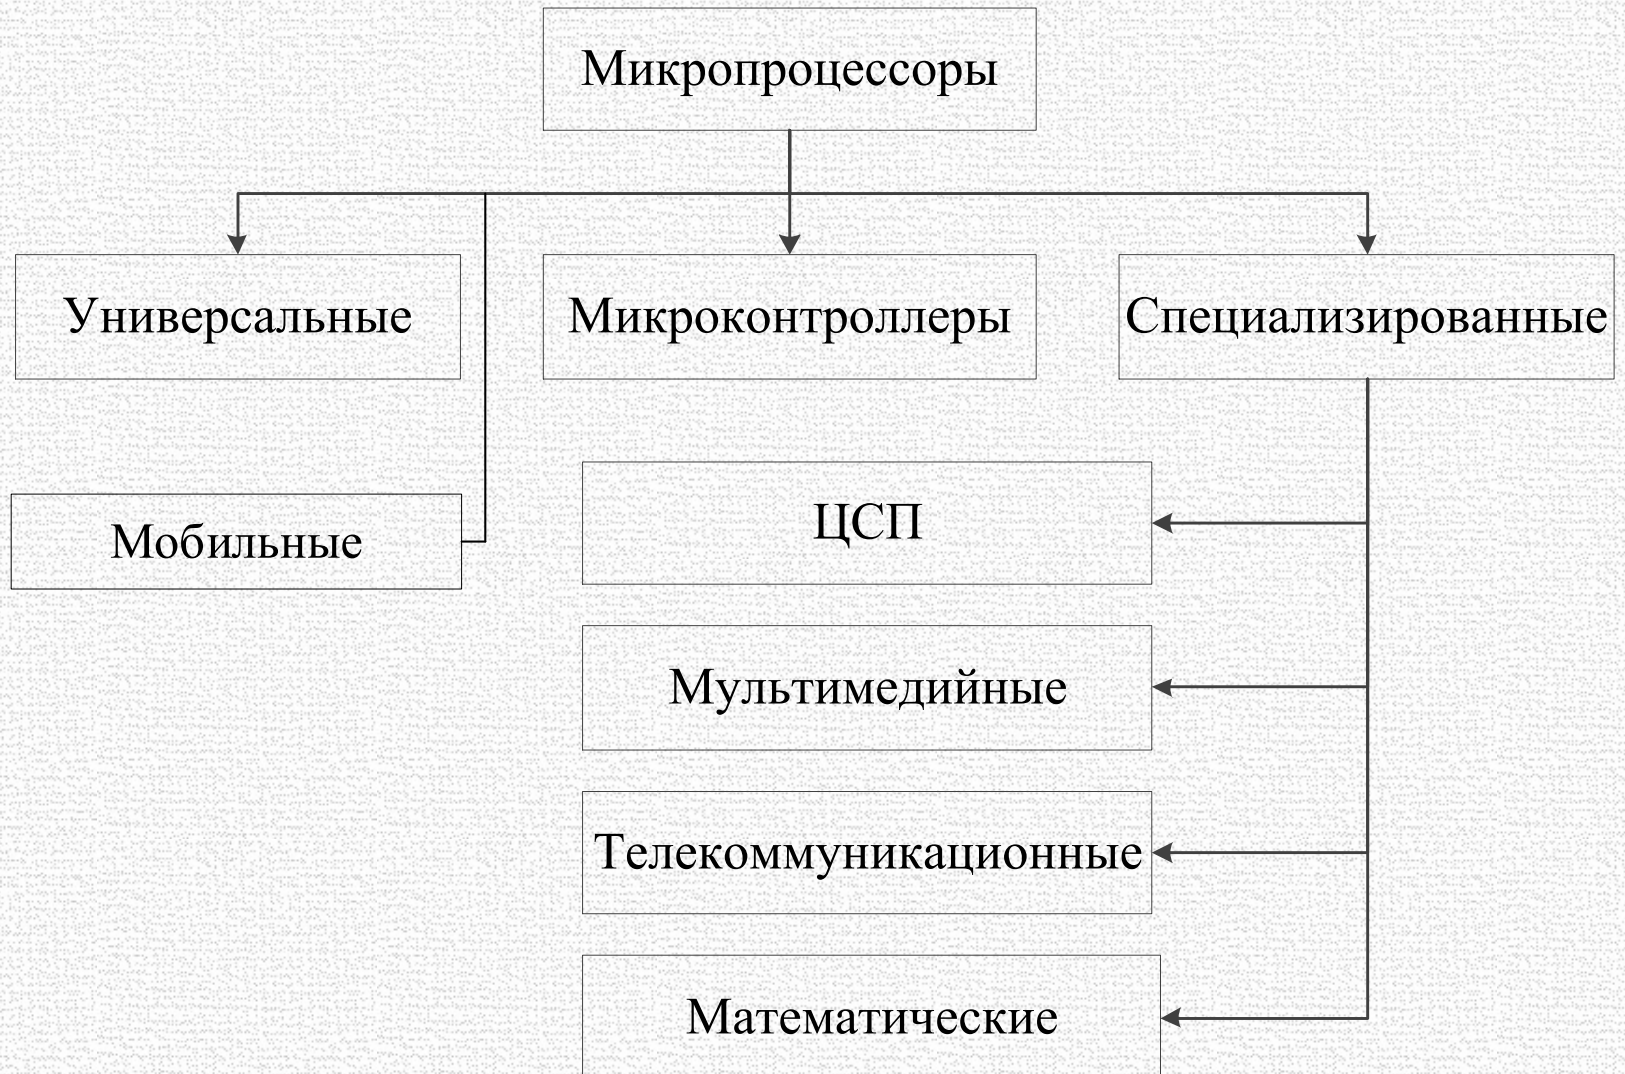 Микропроцессоры
Универсальные
Микроконтроллеры
Специализированные
Мобильные
ЦСП
Мультимедийные
Телекоммуникационные
Математические